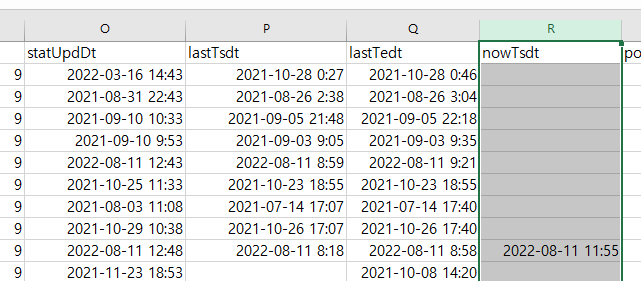 O P Q R
statUpdDt lastTsdt lastTedt nowTsdt po
9 2022-03-16 14:43 2021-10-28 0:27 2021-10-28 0:46
9 2021-08-31 22:43 2021-08-26 2:38 2021-08-26 3:04
9 2021-09-10 10:33 2021-09-05 21:48 2021-09-05 22:18
9 2021-09-10 9:53 2021-09-03 9:05 2021-09-03 9:35
9 2022-08-11 12:43 2022-08-11 8:59 2022-08-11 9:21
9 2021-10-25 11:33 2021-10-23 18:55 2021-10-23 18:55
9 2021-08-03 11:08 2021-07-14 17:07 2021-07-14 17:40
9 2021-10-29 10:38 2021-10-26 17:07 2021-10-26 17:40
9 2022-08-11 12:48 2022-08-11 8:18 2022-08-11 8:58 2022-08-11 11:55
9 2021-11-23 18:53 2021-10-08 14:20